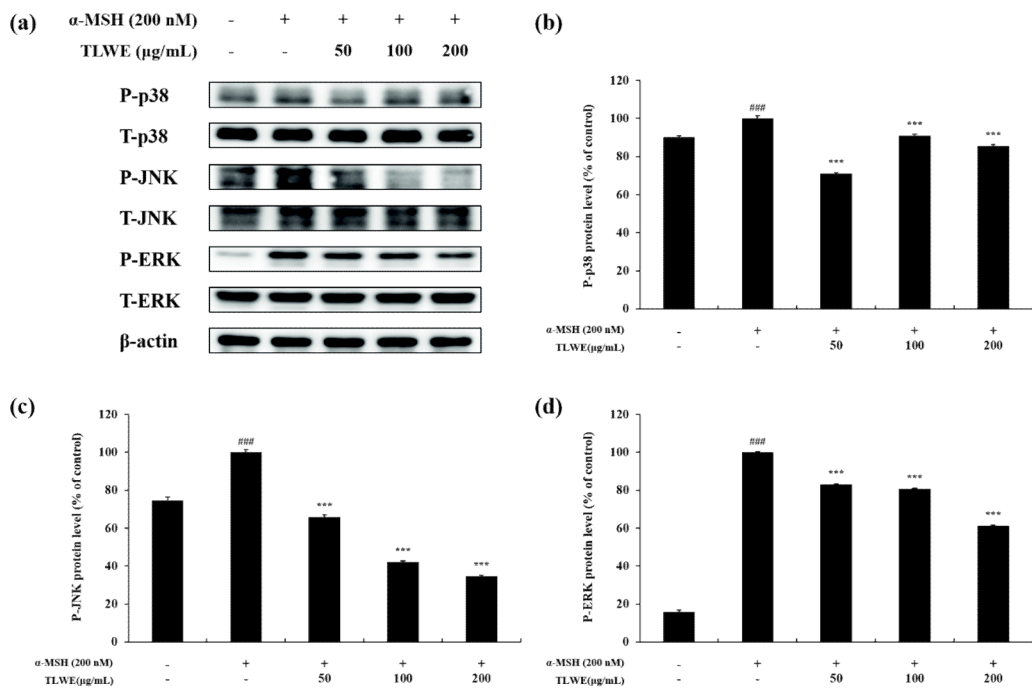 (a)
α-MSH (200 nM) - + + + +
TLWE (μg/mL) - - 50 100 200
P-p38
T-p38
P-JNK
T-JNK
P-ERK
T-ERK
β-actin
(b)
P-p38 protein level (% of control)
120
100
80
60
40
20
0
###
***
***
***
α-MSH (200 nM) - + + + +
TLWE(μg/mL) - - 50 100 200
(c)
P-JNK protein level (% of control)
120
100
80
60
40
20
0
###
***
***
***
α-MSH (200 nM) - + + + +
TLWE(μg/mL) - - 50 100 200
(d)
P-ERK protein level (% of control)
120
100
80
60
40
20
0
###
***
***
***
α-MSH (200 nM) - + + + +
TLWE(μg/mL) - - 50 100 200